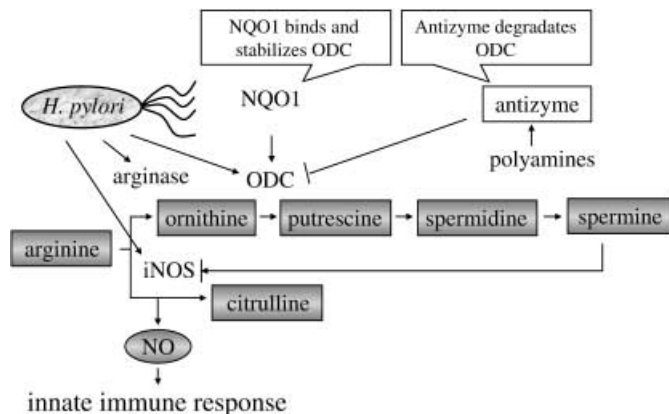 NQO1 binds and
stabilizes ODC
Antizyme degradates
ODC
H. pylori
NQO1
antizyme
arginase
ODC
polyamines
ornithine
putrescine
spermidine
spermine
arginine
iNOS
citrulline
NO
innate immune response